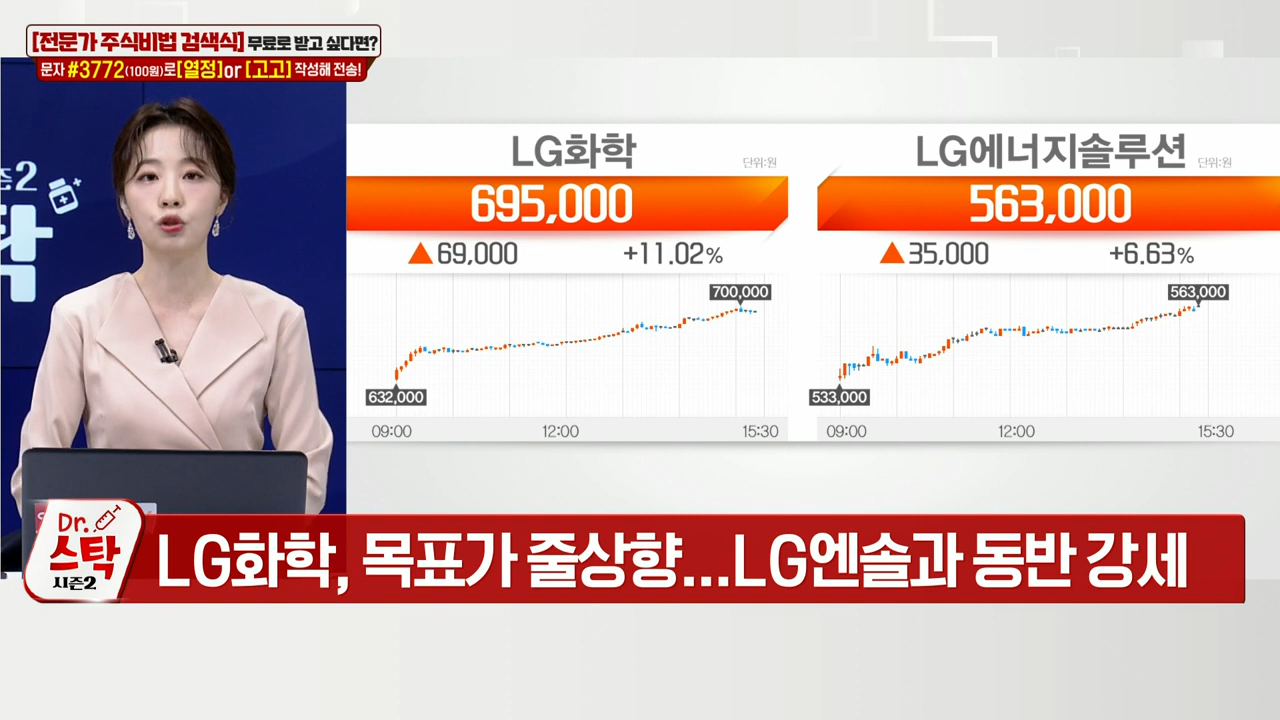 [전문가 주식비법 검색식] 무료로 받고 싶다면?
문자 #3772(100원)로 [열정] or [고고] 작성해 전송!
즌2
탁
LG화학
단위:원
695,000
▲69,000 +11.02%
700,000
632,000
09:00 12:00 15:30
LG에너지솔루션
단위:원
563,000
▲35,000 +6.63%
563,000
533,000
09:00 12:00 15:30
Dr.
스탁
시즌2
LG화학, 목표가 줄상향...LG엔솔과 동반 강세